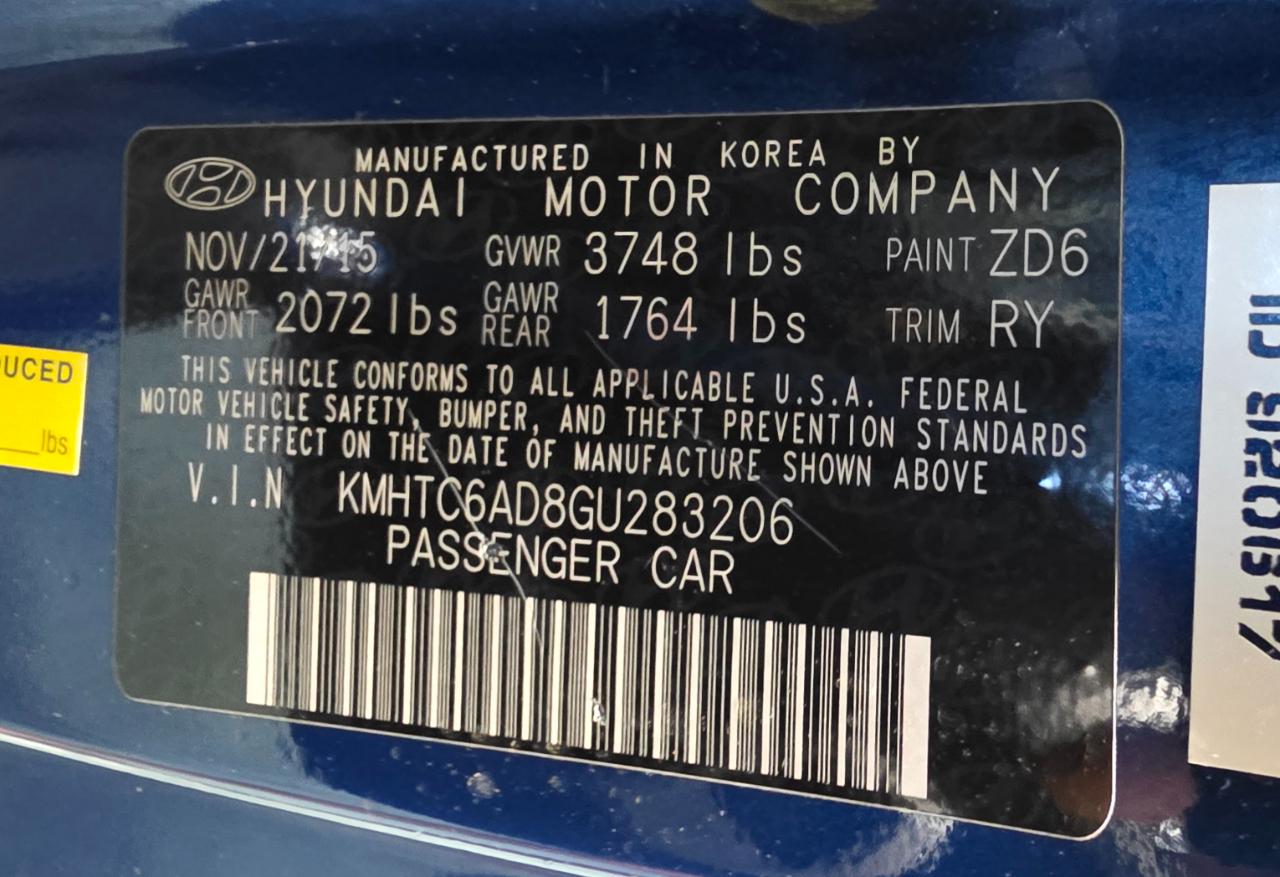 MANUFACTURED IN KOREA BY
HYUNDAI MOTOR COMPANY
NOV/21/15 GVWR 3748 lbs PAINT ZD6
GAWR FRONT 2072 lbs GAWR REAR 1764 lbs TRIM RY
THIS VEHICLE CONFORMS TO ALL APPLICABLE U.S.A. FEDERAL
MOTOR VEHICLE SAFETY, BUMPER, AND THEFT PREVENTION STANDARDS
IN EFFECT ON THE DATE OF MANUFACTURE SHOWN ABOVE
V.I.N KMHTC6AD8GU283206
PASSENGER CAR
UCED
lbs